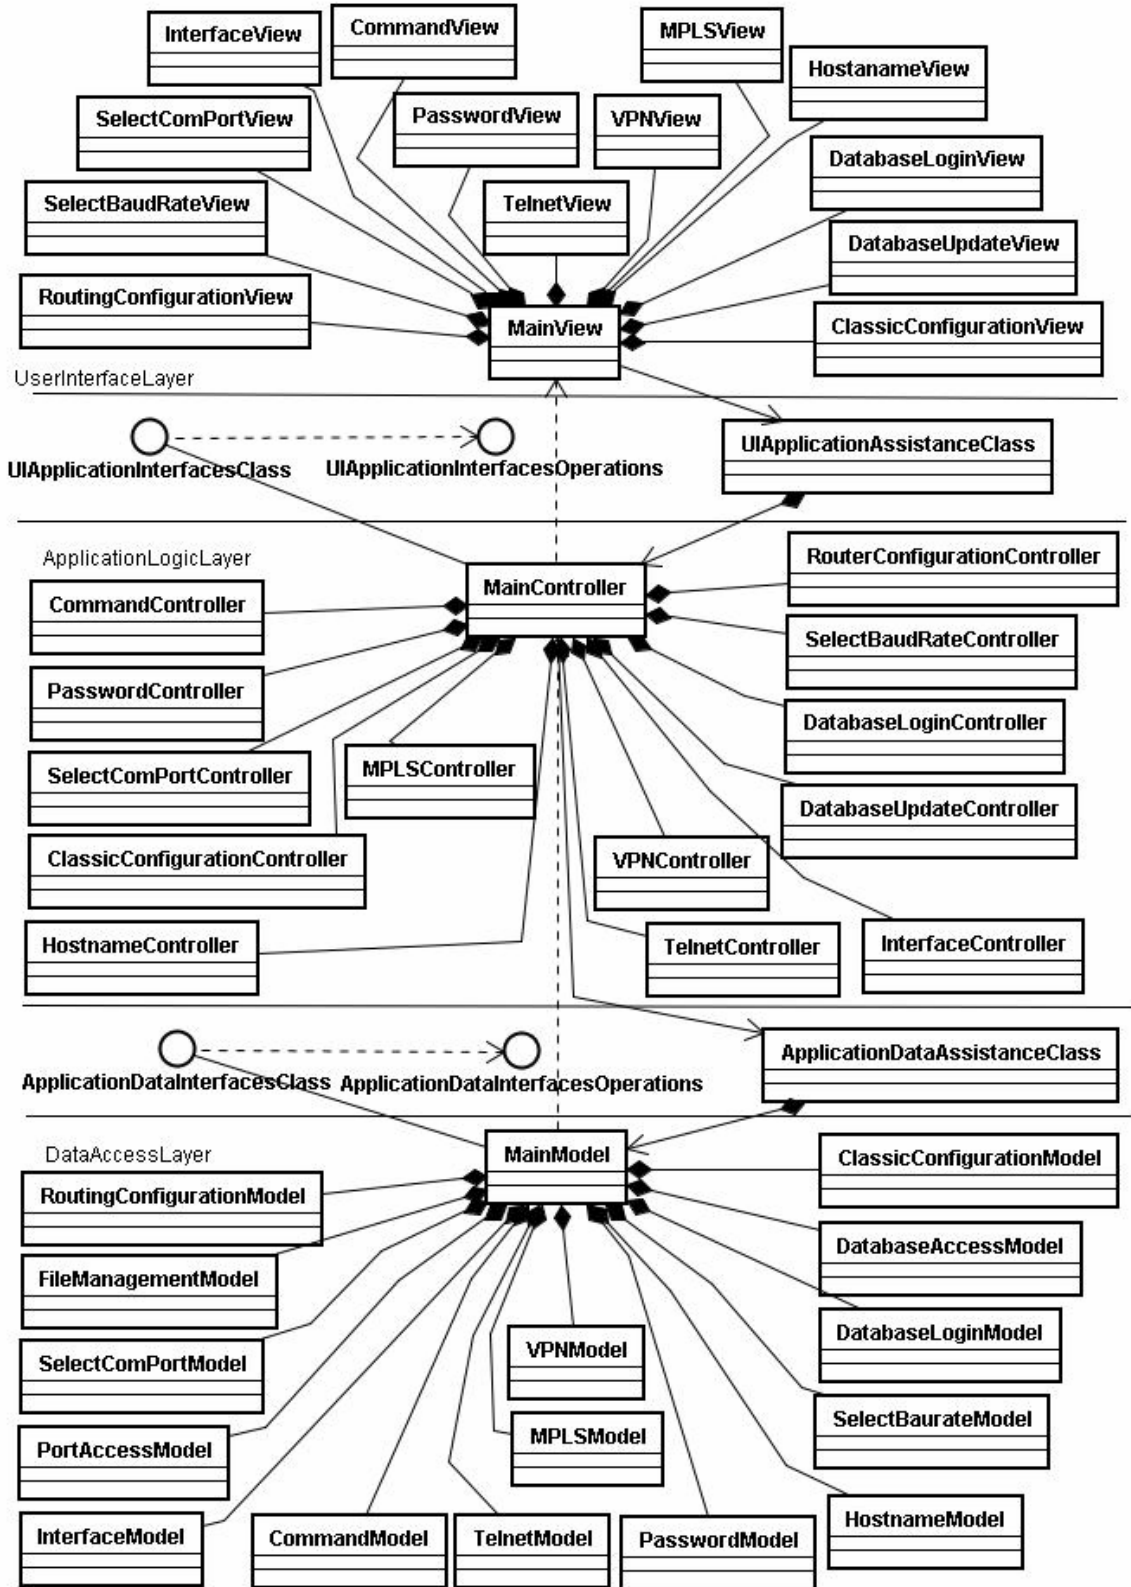 InterfaceView
CommandView
MPLSView
HostanameView
SelectComPortView
PasswordView
VPNView
DatabaseLoginView
SelectBaudRateView
TelnetView
DatabaseUpdateView
RoutingConfigurationView
MainView
ClassicConfigurationView
UserInterfaceLayer
UIApplicationInterfacesClass
UIApplicationInterfacesOperations
UIApplicationAssistanceClass
ApplicationLogicLayer
MainController
RouterConfigurationController
CommandController
SelectBaudRateController
PasswordController
DatabaseLoginController
SelectComPortController
MPLSController
DatabaseUpdateController
ClassicConfigurationController
VPNController
HostnameController
TelnetController
InterfaceController
ApplicationDataInterfacesClass
ApplicationDataInterfacesOperations
ApplicationDataAssistanceClass
DataAccessLayer
MainModel
ClassicConfigurationModel
RoutingConfigurationModel
DatabaseAccessModel
FileManagementModel
DatabaseLoginModel
SelectComPortModel
VPNModel
SelectBaurateModel
PortAccessModel
MPLSModel
HostnameModel
InterfaceModel
CommandModel
TelnetModel
PasswordModel